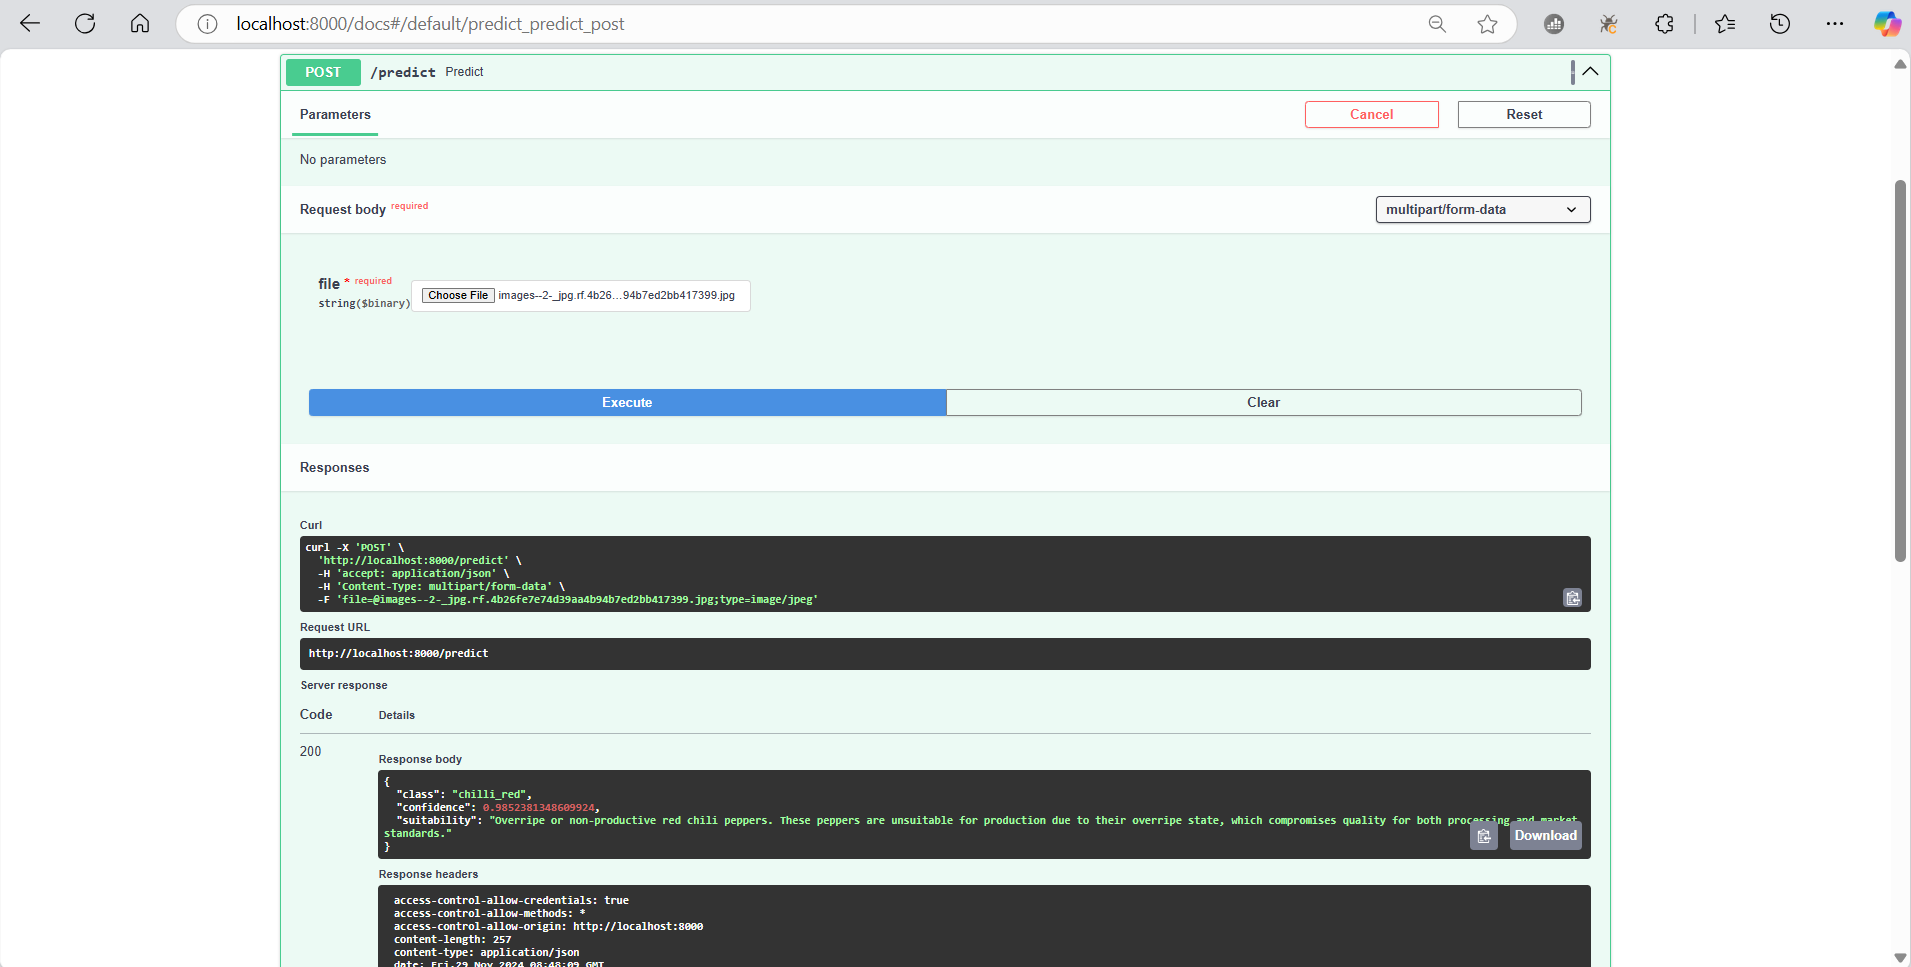 localhost:8000/docs#/default/predict_predict_post
POST /predict Predict
Parameters Cancel Reset
No parameters
Request body required multipart/form-data
file * required
string($binary) Choose File images--2-_jpg.rf.4b26...94b7ed2bb417399.jpg
Execute Clear
Responses
Curl
curl -X 'POST' \
'http://localhost:8000/predict' \
-H 'accept: application/json' \
-H 'Content-Type: multipart/form-data' \
-F 'file=@images--2-_jpg.rf.4b26fe7e74d39aa4b94b7ed2bb417399.jpg;type=image/jpeg'
Request URL
http://localhost:8000/predict
Server response
Code Details
200
Response body
{
"class": "chilli_red",
"confidence": 0.9852381348609924,
"suitability": "Overripe or non-productive red chili peppers. These peppers are unsuitable for production due to their overripe state, which compromises quality for both processing and market
standards."
}
Download
Response headers
access-control-allow-credentials: true
access-control-allow-methods: *
access-control-allow-origin: http://localhost:8000
content-length: 257
content-type: application/json
date: Fri,29 Nov 2024 08:48:09 GMT